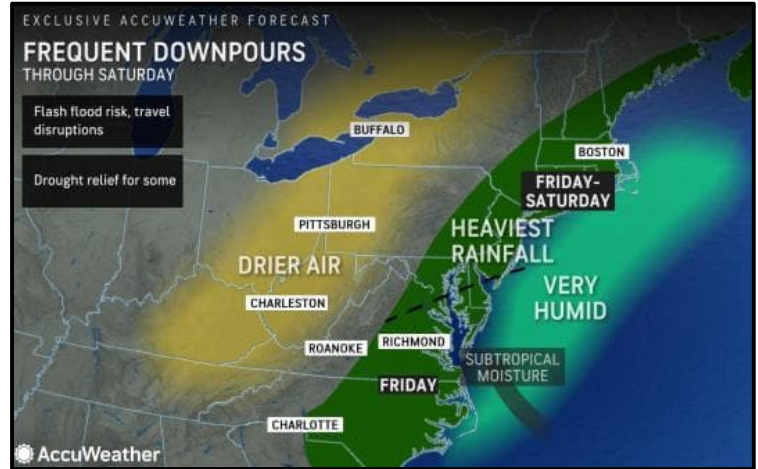 EXCLUSIVE ACCUWEATHER FORECAST
FREQUENT DOWNPOURS
THROUGH SATURDAY
Flash flood risk, travel
disruptions
Drought relief for some
BUFFALO
BOSTON
FRIDAY-
SATURDAY
PITTSBURGH
HEAVIEST
RAINFALL
DRIER AIR
VERY
HUMID
CHARLESTON
ROANOKE
RICHMOND
SUBTROPICAL
MOISTURE
FRIDAY
CHARLOTTE
AccuWeather